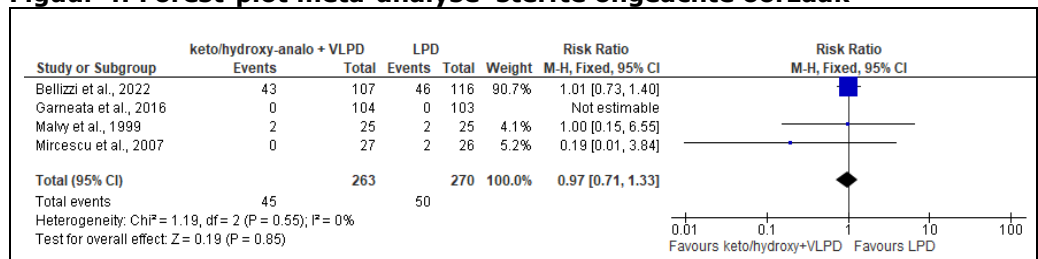 Figuur 4. Forest-plot meta-analyse 'sterfte ongeachte oorzaak'
keto/hydroxy-analo + VLPD LPD Risk Ratio Risk Ratio
Study or Subgroup Events Total Events Total Weight M-H, Fixed, 95% CI M-H, Fixed, 95% CI
Bellizzi et al., 2022 43 107 46 116 90.7% 1.01 [0.73, 1.40]
Garneata et al., 2016 0 104 0 103 Not estimable
Malvy et al., 1999 2 25 2 25 4.1% 1.00 [0.15, 6.55]
Mircescu et al., 2007 0 27 2 26 5.2% 0.19 [0.01, 3.84]
Total (95% CI) 263 270 100.0% 0.97 [0.71, 1.33]
Total events 45 50
Heterogeneity: Chi² = 1.19, df = 2 (P = 0.55); I² = 0%
Test for overall effect: Z = 0.19 (P = 0.85)
0.01 0.1 1 10 100
Favours keto/hydroxy+VLPD Favours LPD